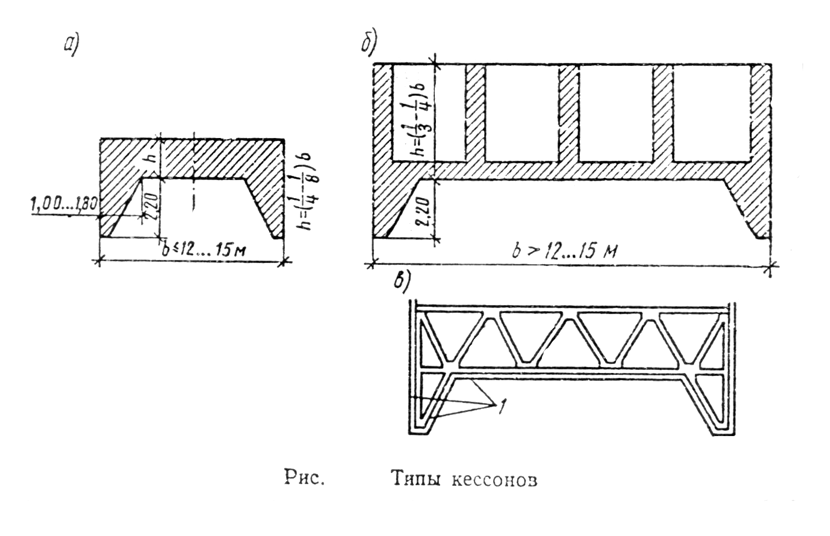 а)
h
1,00...1,80
2,20
h=(1/4-1/8)b
b≤12...15м
б)
h=(1/3-1/4)b
2,20
b>12...15 м
в)
1
Рис. Типы кессонов